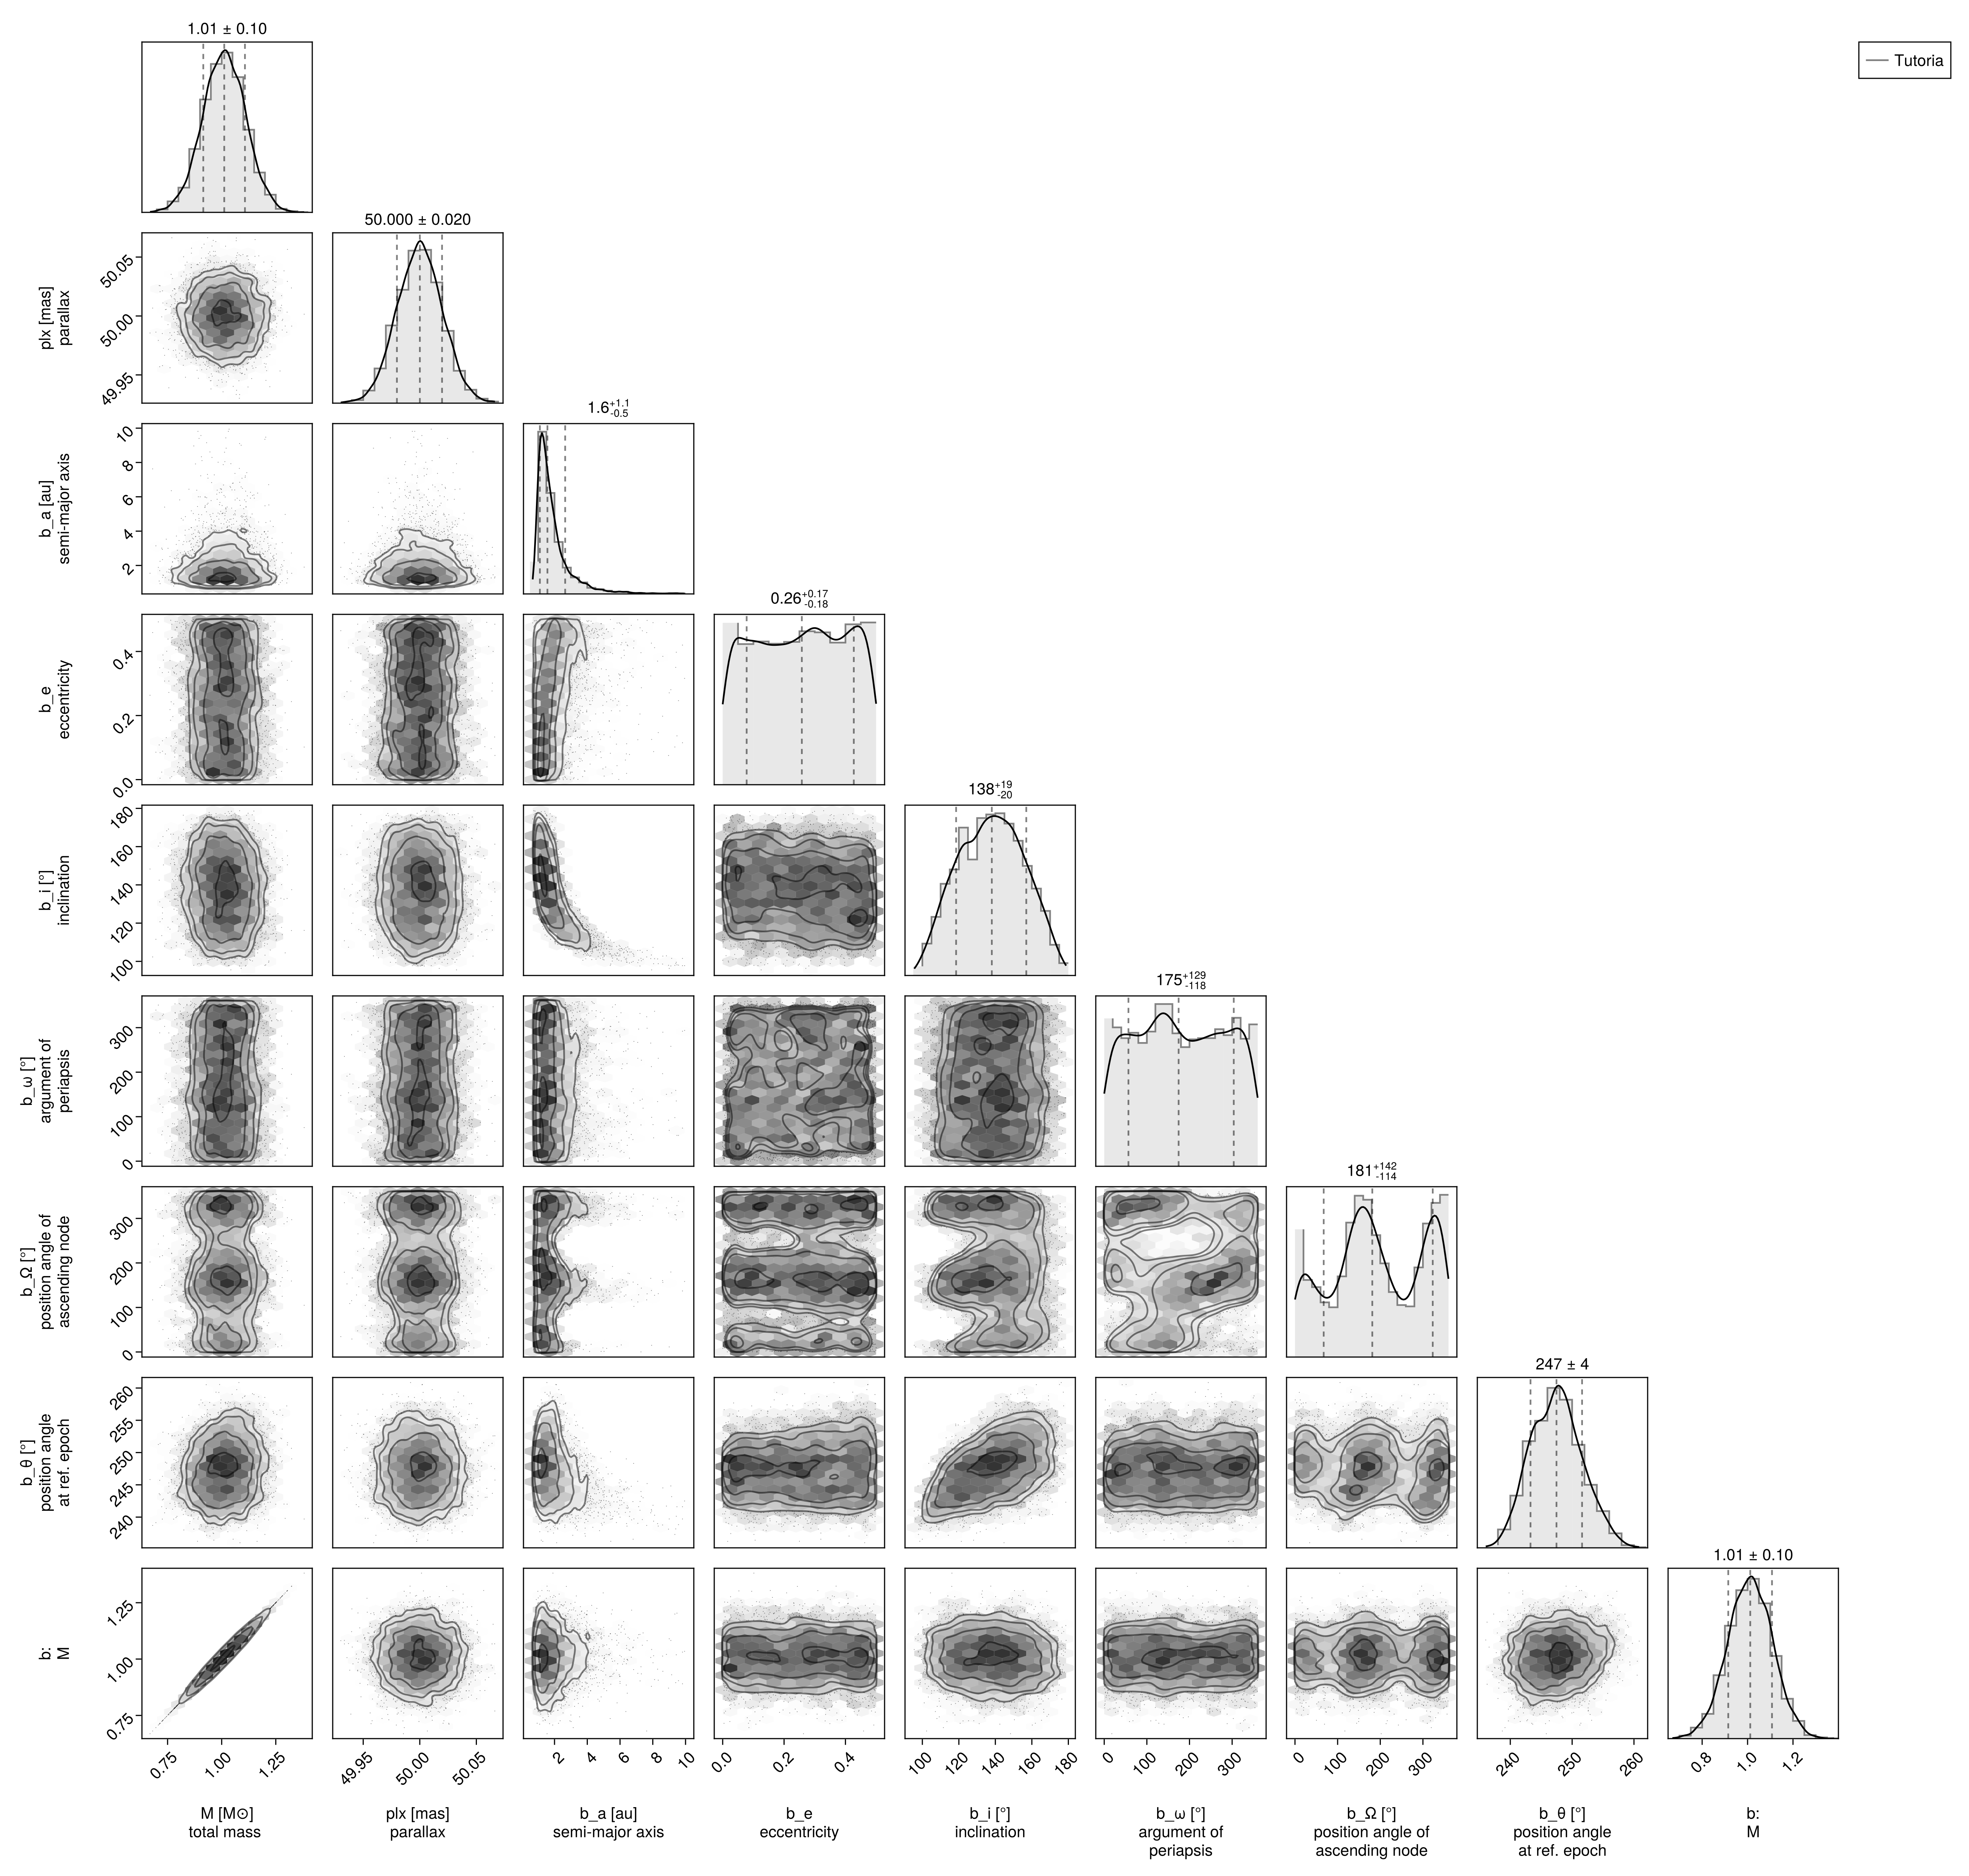 1.01 ± 0.10
Tutoria
50.000 ± 0.020
plx [mas]
parallax
50.05
50.00
49.95
1.6+1.1-0.5
b_a [au]
semi-major axis
10
8
6
4
2
0.26+0.17-0.18
b_e
eccentricity
0.4
0.2
0.0
138+19-20
b_i [°]
inclination
180
160
140
120
100
175+129-118
b_ω [°]
argument of
periapsis
300
200
100
0
181+142-114
b_Ω [°]
position angle of
ascending node
300
200
100
0
247 ± 4
b_θ [°]
position angle
at ref. epoch
260
255
250
245
240
1.01 ± 0.10
b:
M
1.25
1.00
0.75
0.75 1.00 1.25
49.95 50.00 50.05
2 4 6 8 10
0.0 0.2 0.4
100 120 140 160 180
0 100 200 300
0 100 200 300
240 250 260
0.8 1.0 1.2
M [M⊙]
total mass
plx [mas]
parallax
b_a [au]
semi-major axis
b_e
eccentricity
b_i [°]
inclination
b_ω [°]
argument of
periapsis
b_Ω [°]
position angle of
ascending node
b_θ [°]
position angle
at ref. epoch
b:
M